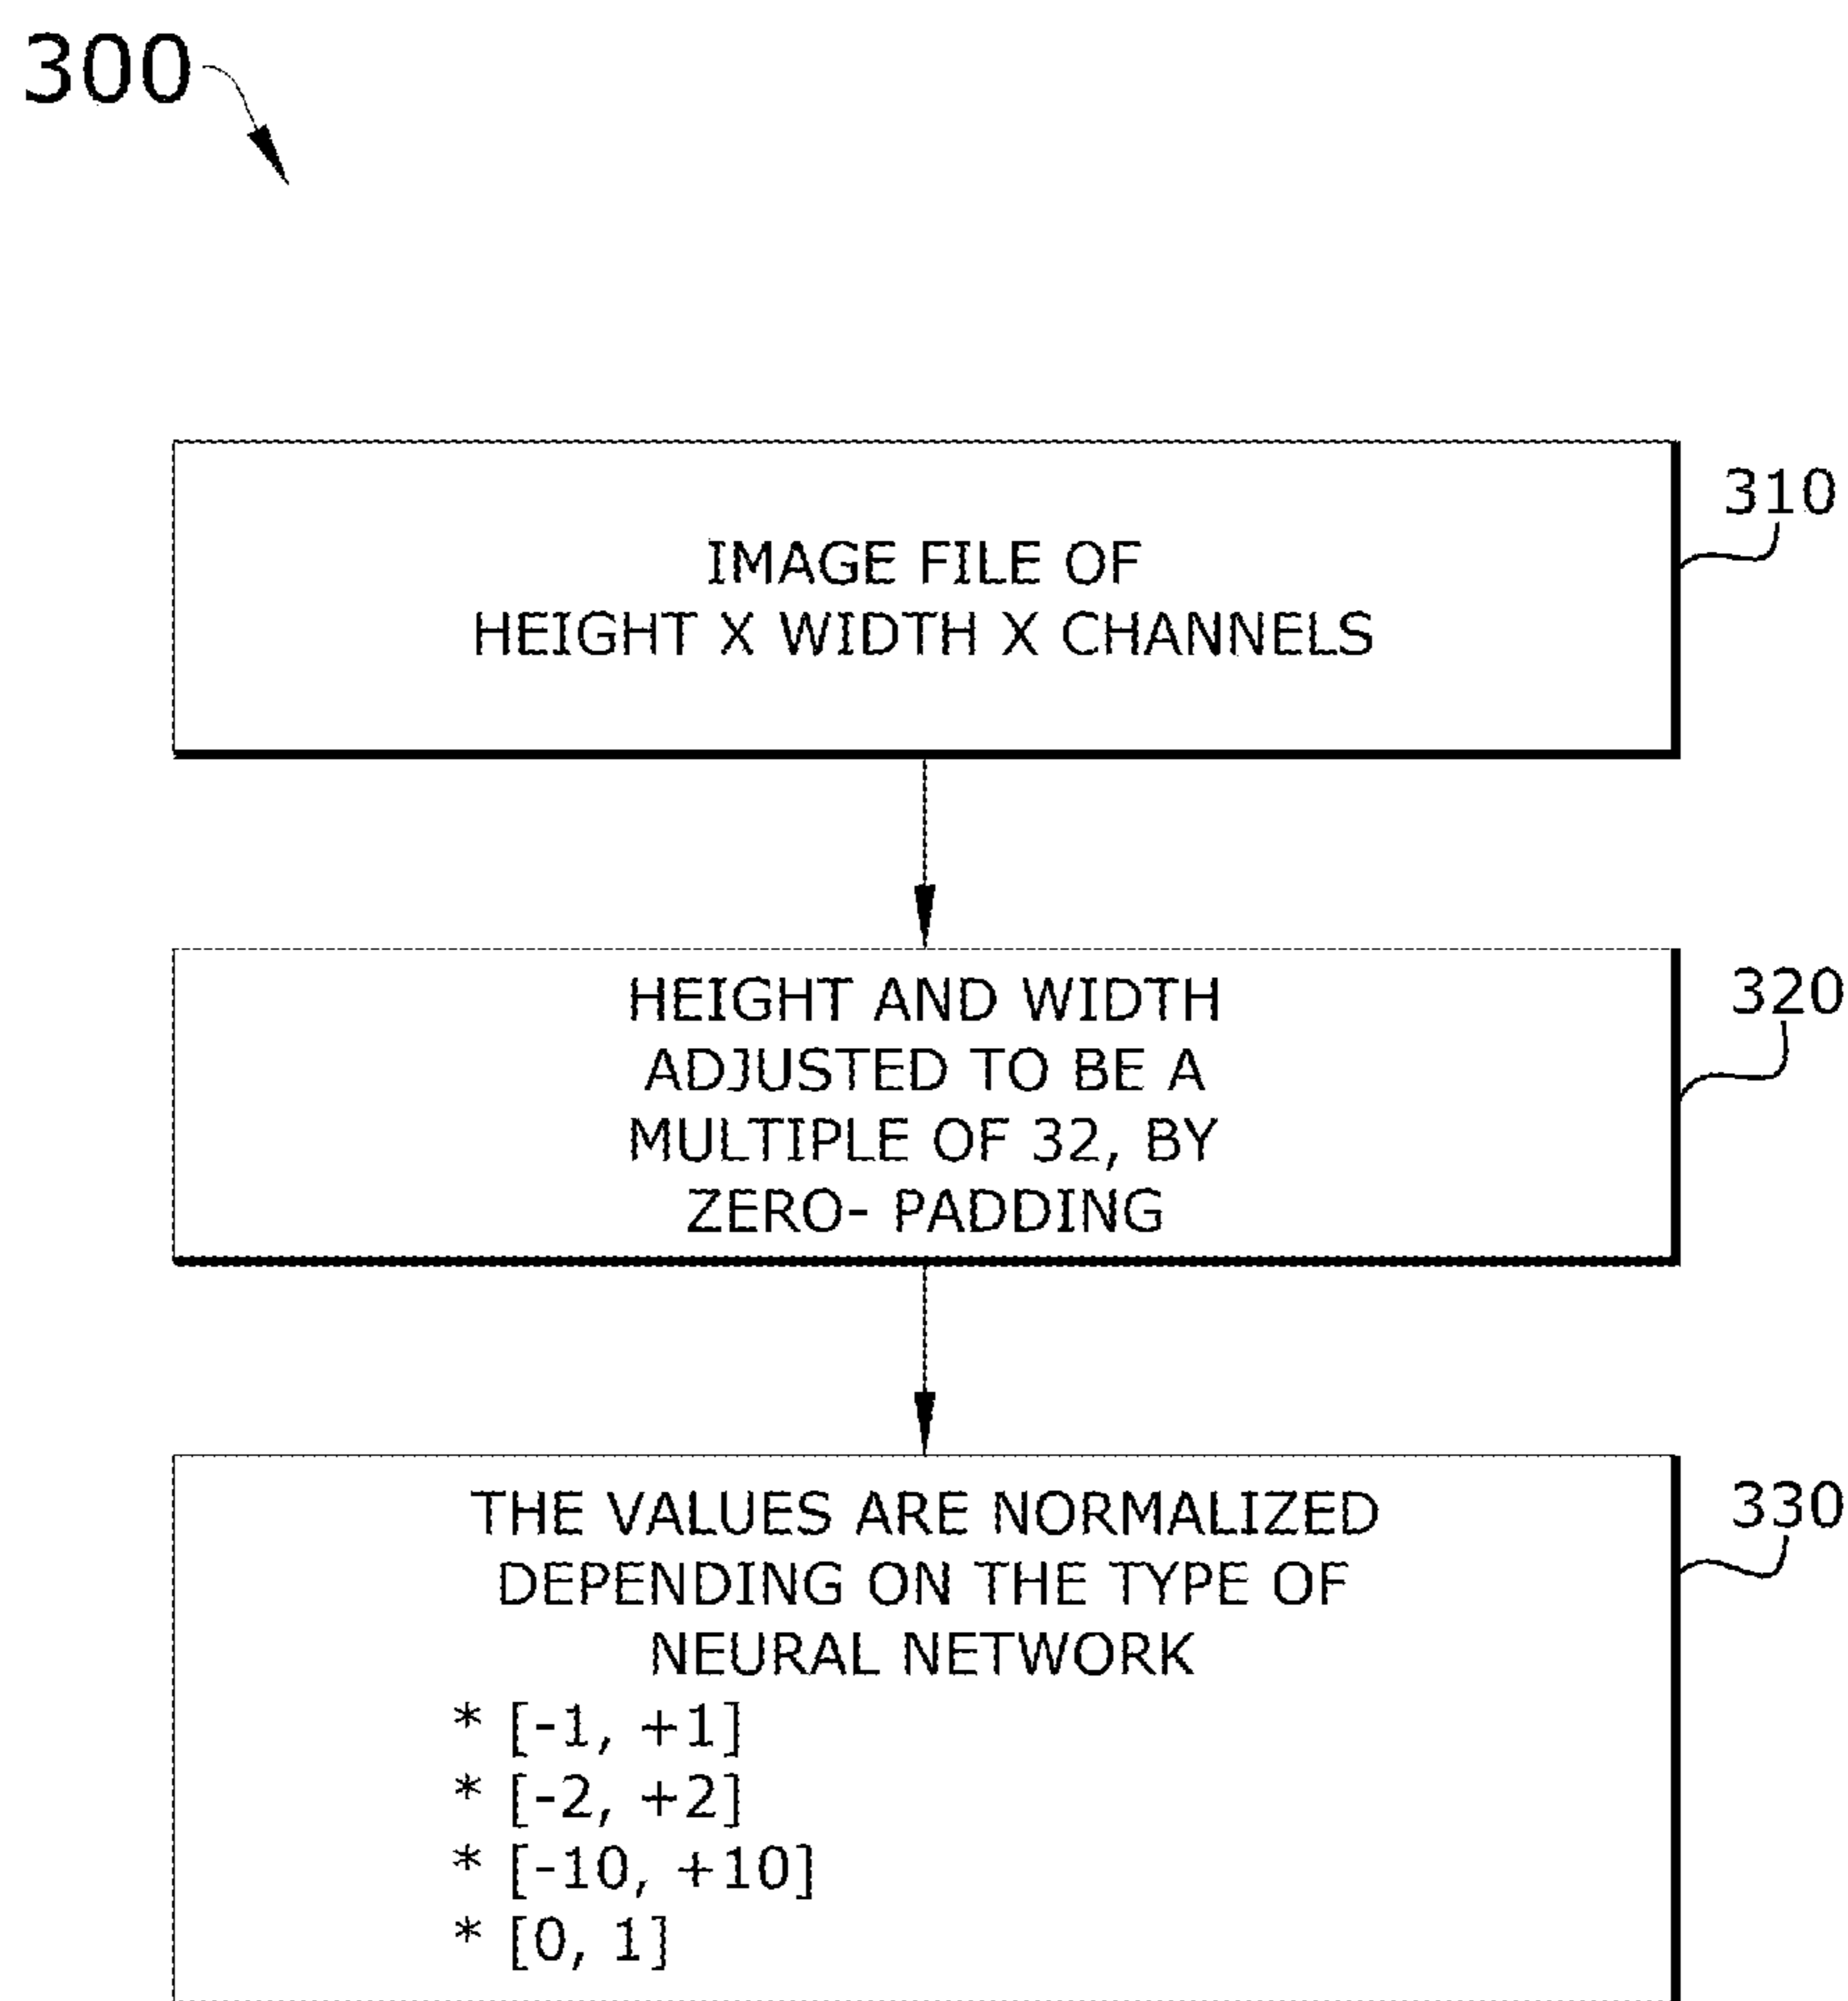 300
310
IMAGE FILE OF
HEIGHT X WIDTH X CHANNELS
320
HEIGHT AND WIDTH
ADJUSTED TO BE A
MULTIPLE OF 32, BY
ZERO- PADDING
330
THE VALUES ARE NORMALIZED
DEPENDING ON THE TYPE OF
NEURAL NETWORK
* [-1, +1]
* [-2, +2]
* [-10, +10]
* [0, 1]